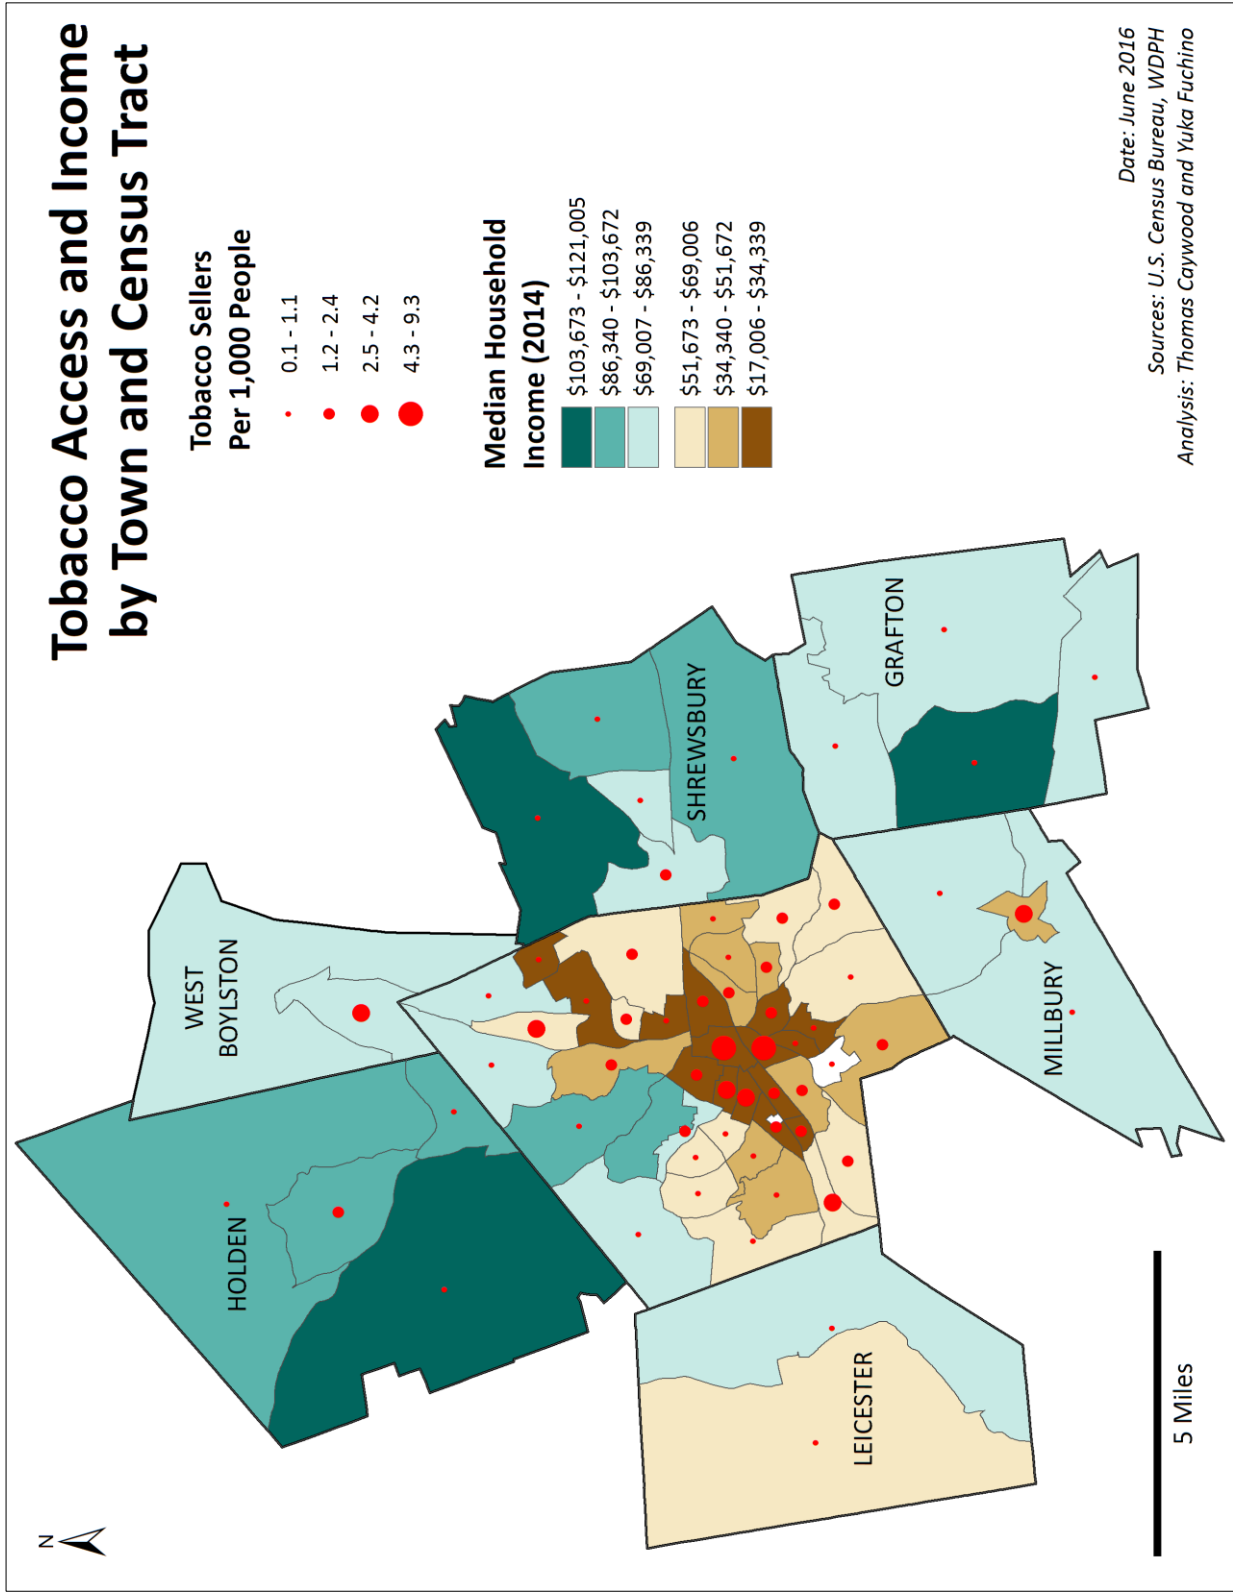 Tobacco Access and Income
by Town and Census Tract
Tobacco Sellers
Per 1,000 People
0.1 - 1.1
1.2 - 2.4
2.5 - 4.2
4.3 - 9.3
Median Household
Income (2014)
$103,673 - $121,005
$86,340 - $103,672
$69,007 - $86,339
$51,673 - $69,006
$34,340 - $51,672
$17,006 - $34,339
N
HOLDEN
WEST
BOYLSTON
SHREWSBURY
GRAFTON
LEICESTER
MILLBURY
5 Miles
Date: June 2016
Sources: U.S. Census Bureau, WDPH
Analysis: Thomas Caywood and Yuka Fuchino